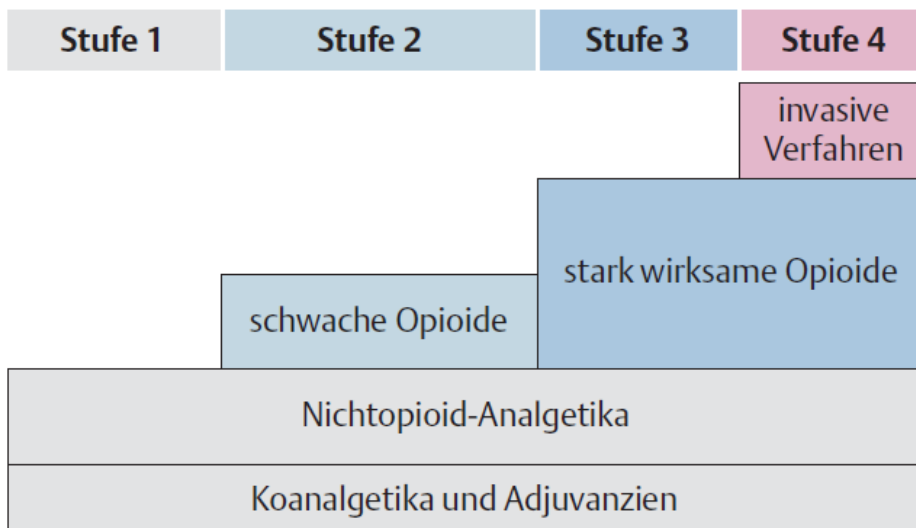 Stufe 1 Stufe 2 Stufe 3 Stufe 4
invasive
Verfahren
stark wirksame Opioide
schwache Opioide
Nichtopioid-Analgetika
Koanalgetika und Adjuvanzien